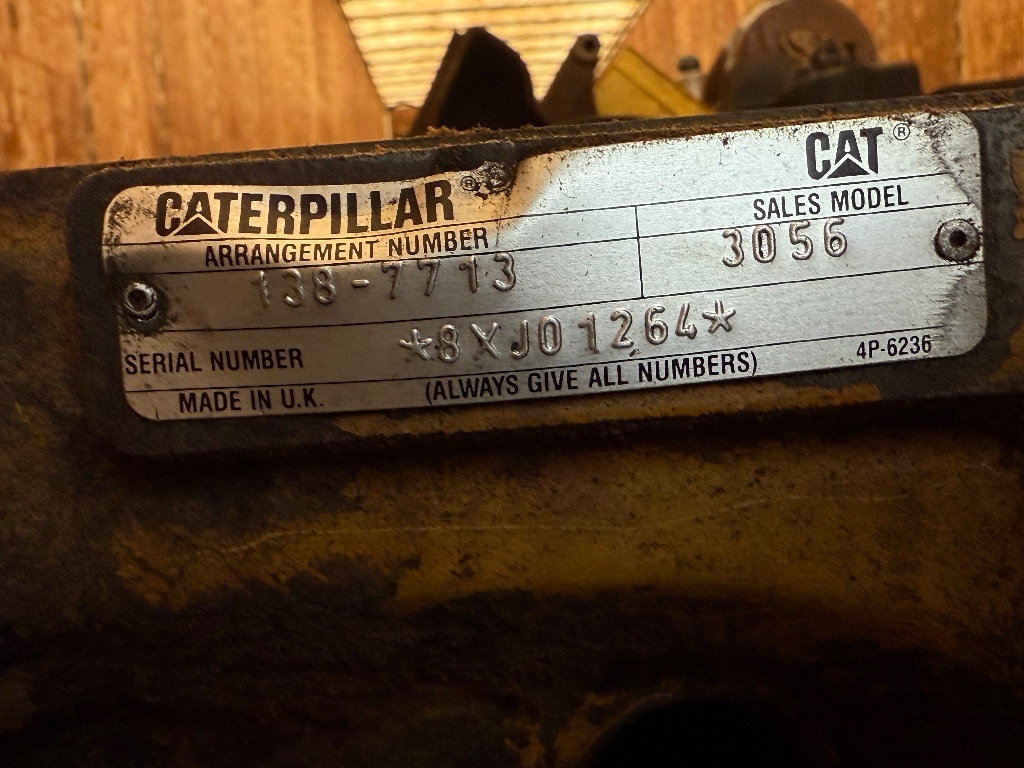 CATERPILLAR®
CAT®
ARRANGEMENT NUMBER
SALES MODEL
138-7713
3056
SERIAL NUMBER *8XJ01264*
4P-6236
MADE IN U.K. (ALWAYS GIVE ALL NUMBERS)